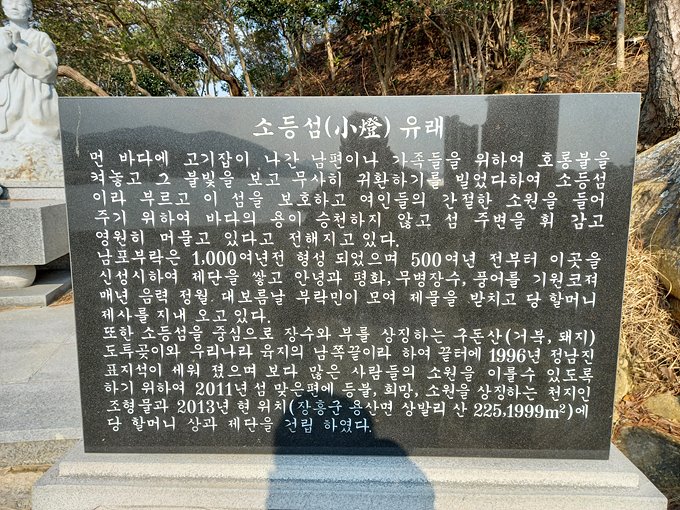 소등섬(小燈) 유래
먼 바다에 고기잡이 나간 남편이나 가족들을 위하여 호롱불을
켜놓고 그 불빛을 보고 무사히 귀환하기를 빌었다하여 소등섬
이라 부르고 이 섬을 보호하고 여인들의 간절한 소원을 들어
주기 위하여 바다의 용이 승천하지 않고 섬 주변을 휘 감고
영원히 머물고 있다고 전해지고 있다.
남포부락은 1.000여년전 형성 되었으며 500여년 전부터 이곳을
신성시하여 제단을 쌓고 안녕과 평화, 무병장수, 풍어를 기원코져
매년 음력 정월. 대보름날 부락민이 모여 제물을 받치고 당 할머니
제사를 지내 오고 있다.
또한 소등섬을 중심으로 장수와 부를 상징하는 구돈산(거북, 돼지)
도투곶이와 우리나라 육지의 남쪽끝이라 하여 끝터에 1996년 정남진
표지석이 세워 졌으며 보다 많은 사람들의 소원을 이룰수 있도록
하기 위하여 2011년 섬 맞은편에 등불, 희망, 소원을 상징하는 천지인
조형물과 2013년 현 위치(장흥군 용산면 상발리 산 225,1999m²)에
당 할머니 상과 제단을 건립 하였다.